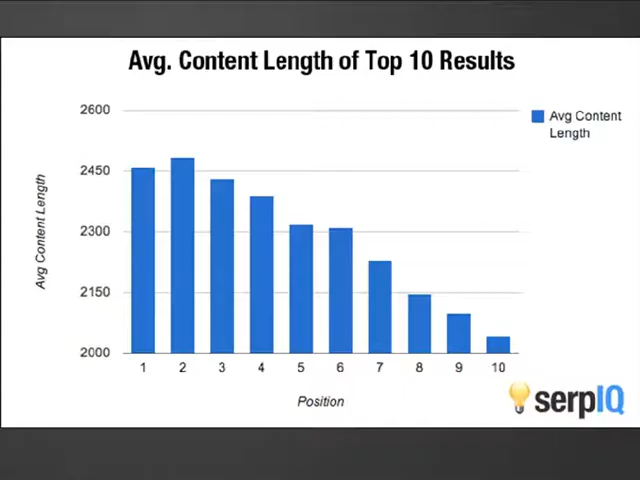 Avg. Content Length of Top 10 Results
2600
2450
2300
2150
2000
Avg Content Length
1 2 3 4 5 6 7 8 9 10
Position
Avg Content
Length
serpIQ